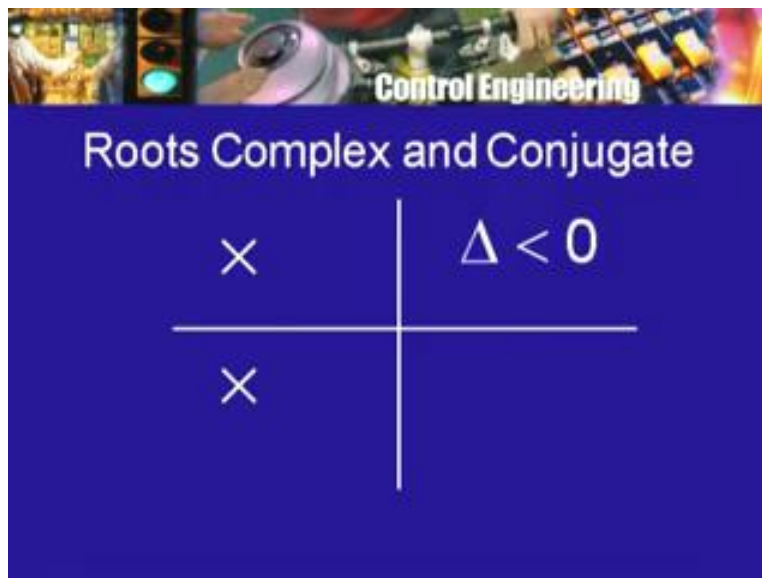 Control Engineering
Roots Complex and Conjugate
× Δ < 0
×